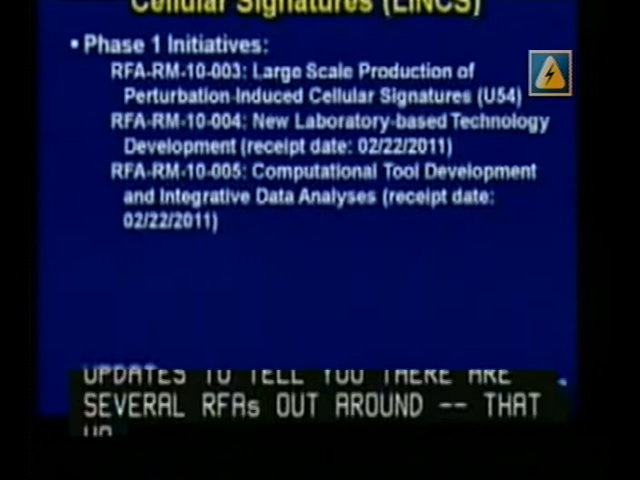 Cellular Signatures (LINCS)
• Phase 1 Initiatives:
RFA-RM-10-003: Large Scale Production of
Perturbation-Induced Cellular Signatures (U54)
RFA-RM-10-004: New Laboratory-based Technology
Development (receipt date: 02/22/2011)
RFA-RM-10-005: Computational Tool Development
and Integrative Data Analyses (receipt date:
02/22/2011)
UPDATES TO TELL YOU THERE ARE
SEVERAL RFAs OUT AROUND -- THAT